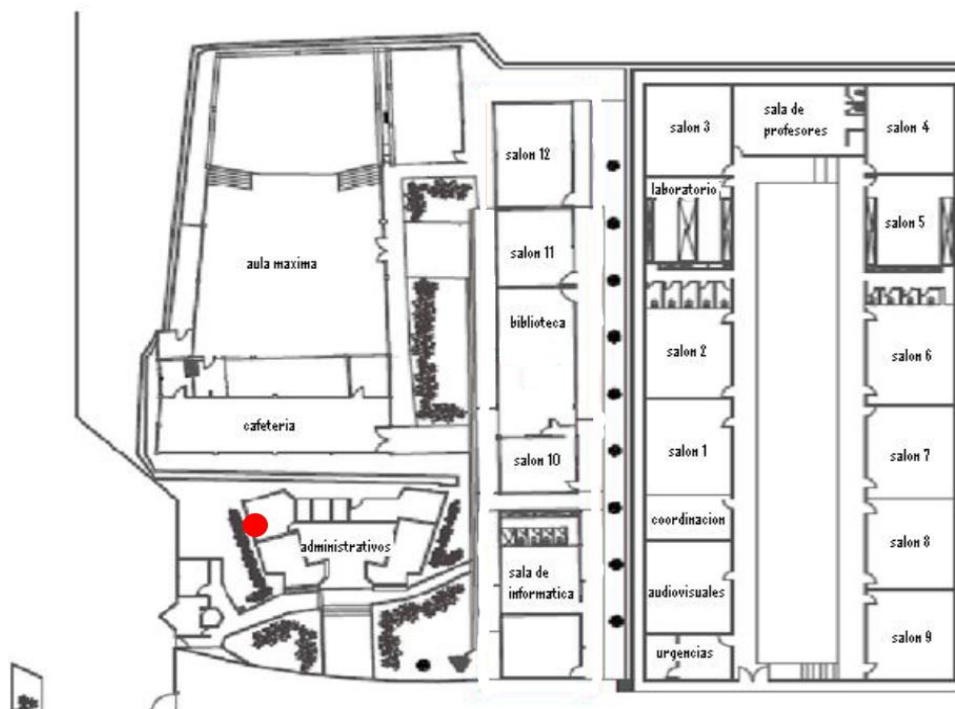 salon 3
sala de
profesores
salon 4
salon 12
laboratorio
salon 5
salon 11
aula maxima
biblioteca
salon 2
salon 6
cafeteria
salon 1
salon 7
salon 10
coordinacion
administrativos
salon 8
sala de
informatica
audiovisuales
salon 9
urgencias